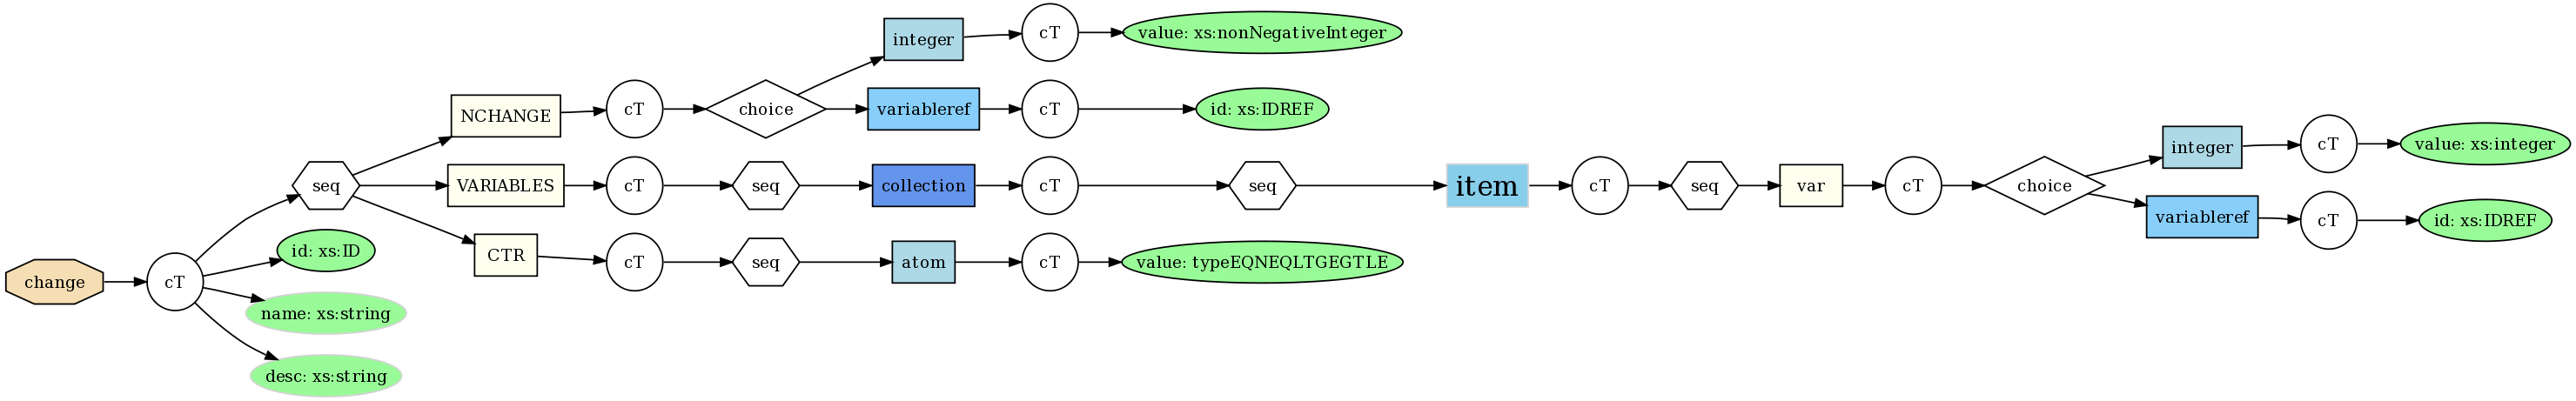 change
cT
seq
id: xs:ID
name: xs:string
desc: xs:string
NCHANGE
cT
choice
integer
cT
value: xs:nonNegativeInteger
variableref
cT
id: xs:IDREF
VARIABLES
cT
seq
collection
cT
seq
item
cT
seq
var
cT
choice
integer
cT
value: xs:integer
variableref
cT
id: xs:IDREF
CTR
cT
seq
atom
cT
value: typeEQNEQLTGEGTLE